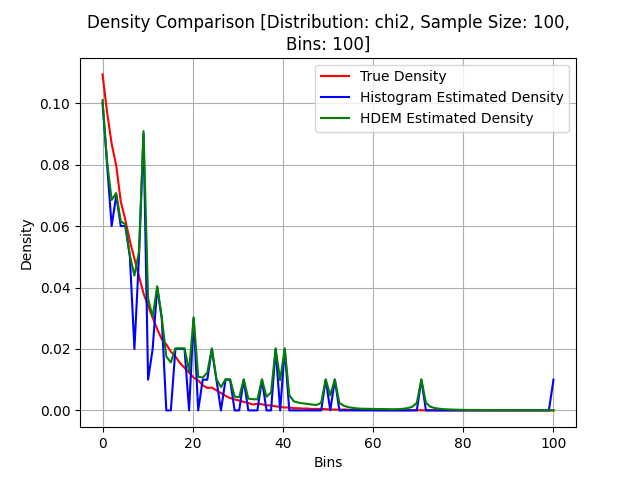 Density Comparison [Distribution: chi2, Sample Size: 100,
Bins: 100]
True Density
Histogram Estimated Density
HDEM Estimated Density
Density
0.10
0.08
0.06
0.04
0.02
0.00
0 20 40 60 80 100
Bins